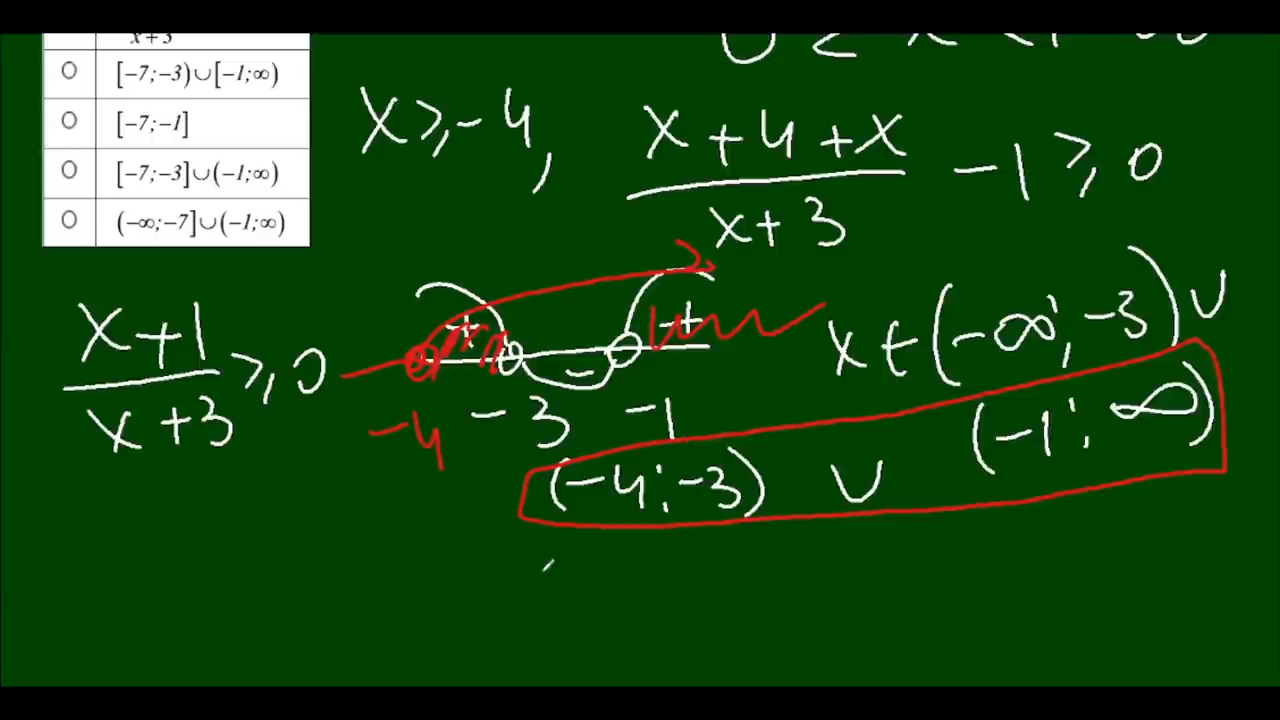 x+3
[−7;−3)∪[−1;∞)
[−7;−1]
[−7;−3]∪(−1;∞)
(−∞;−7]∪(−1;∞)
x ⩾ -4,
x + 4 + x
x + 3
-1 ⩾ 0
x+1
x+3
⩾ 0
+ - +
-4 -3 -1
x ∈ (-∞; -3) ∪
(-1; ∞)
(-4; -3) ∪